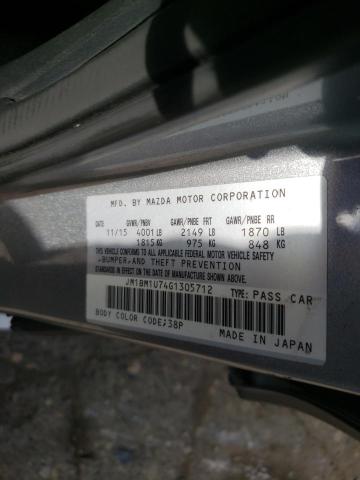 MFD. BY MAZDA MOTOR CORPORATION
DATE GVWR/PNBV GAWR/PNBE FRT GAWR/PNBE RR
11/15 4001 LB 2149 LB 1870 LB
1815 KG 975 KG 848 KG
THIS VEHICLE CONFORMS TO ALL APPLICABLE
FEDERAL MOTOR VEHICLE SAFETY
,BUMPER,AND THEFT PREVENTION
STANDARDS IN EFFECT ON THE DATE OF
MANUFACTURE SHOWN ABOVE.
JM1BM1U74G1305712 TYPE: PASS CAR
BODY COLOR CODE;38P MADE IN JAPAN